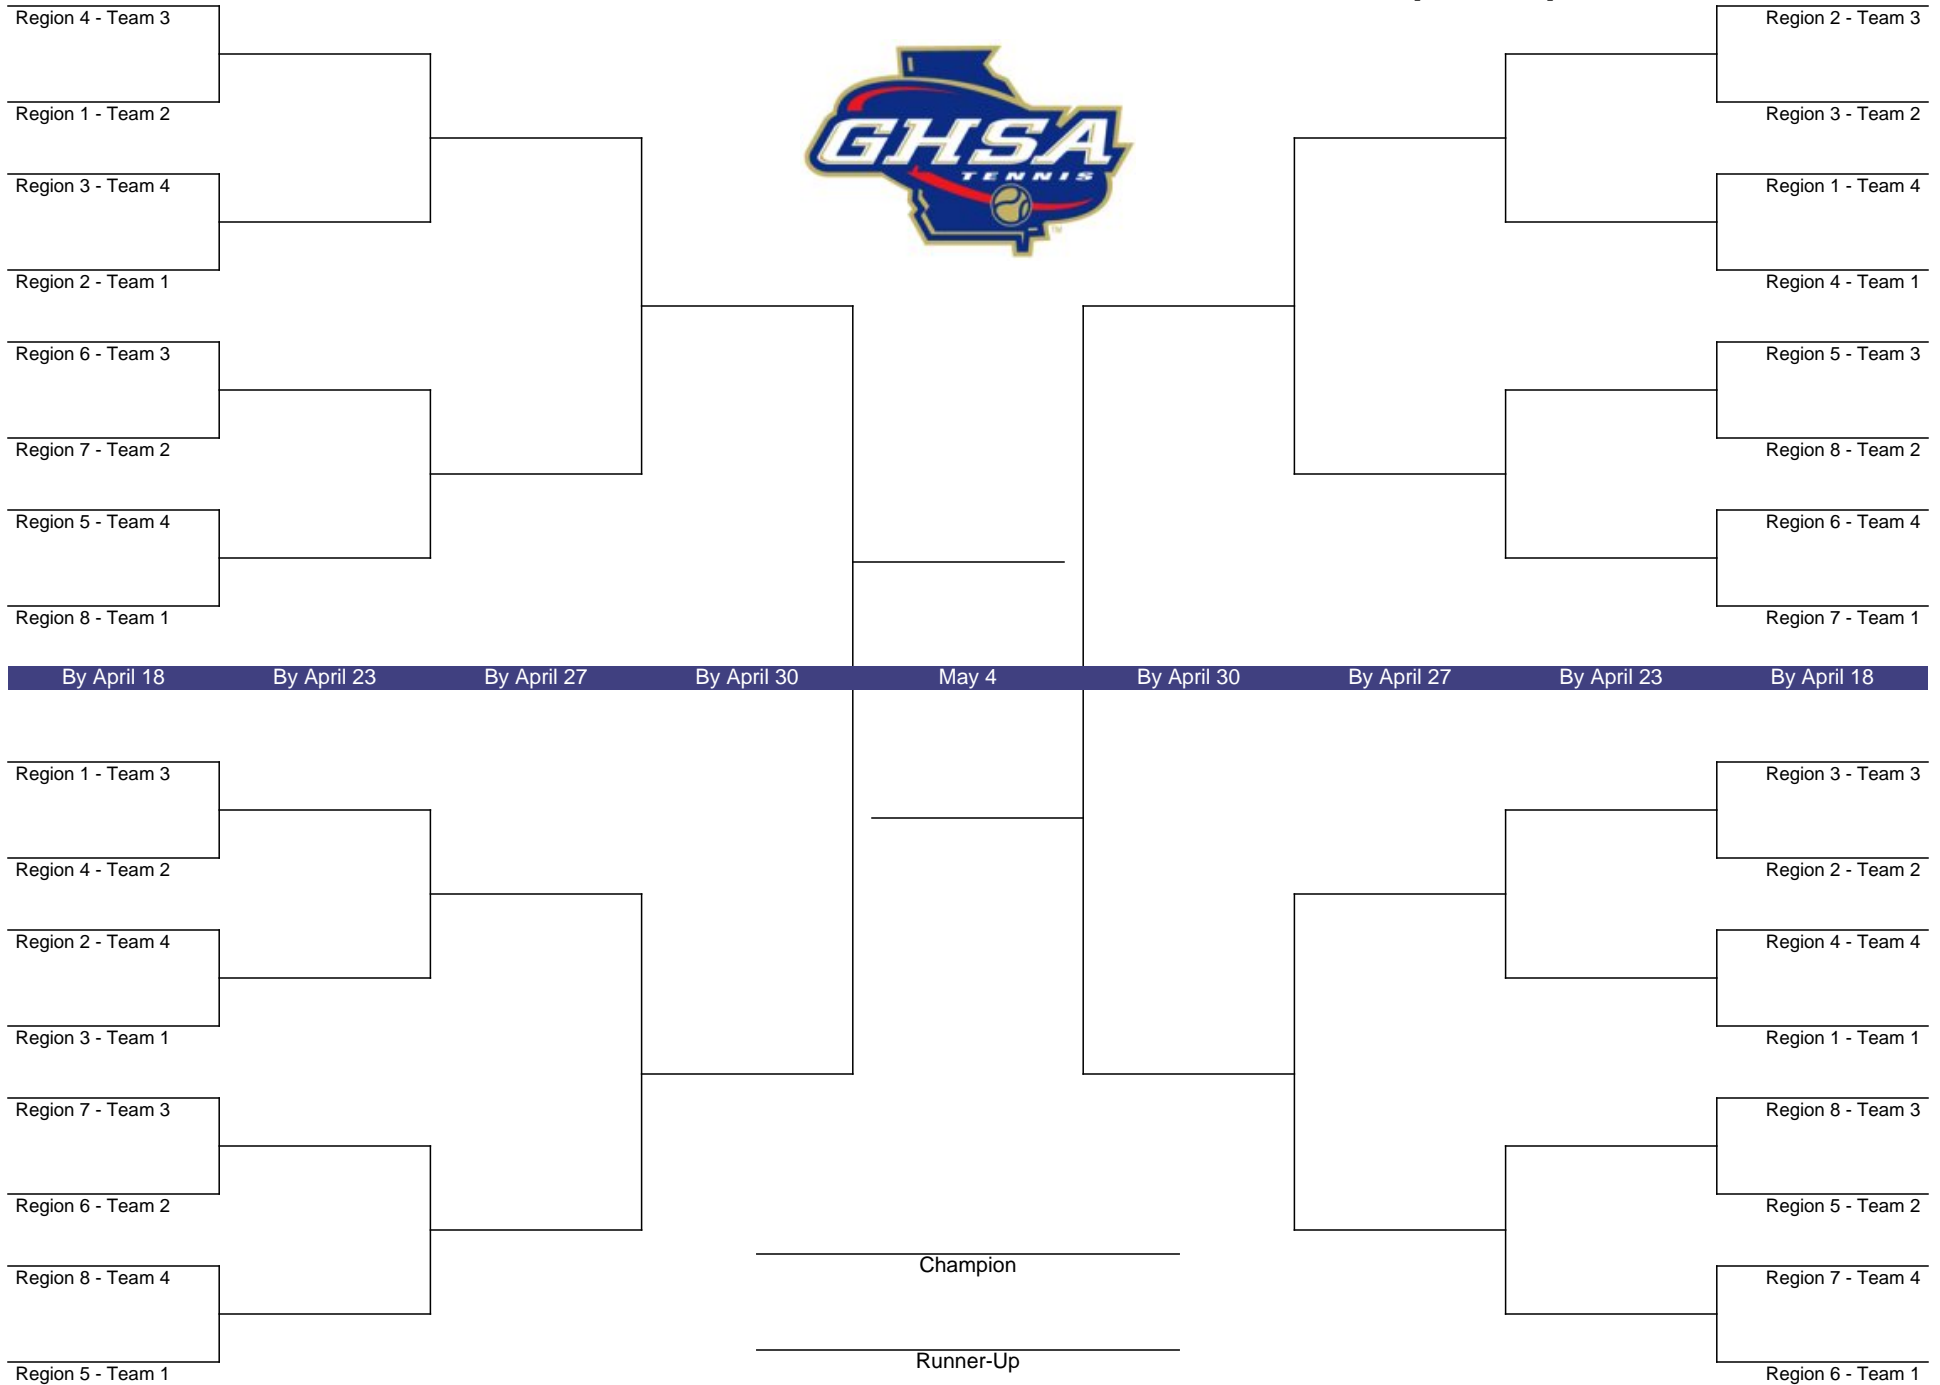 Region 4 - Team 3
Region 1 - Team 2
Region 3 - Team 4
Region 2 - Team 1
Region 6 - Team 3
Region 7 - Team 2
Region 5 - Team 4
Region 8 - Team 1
GHSA
TENNIS
TM
Region 2 - Team 3
Region 3 - Team 2
Region 1 - Team 4
Region 4 - Team 1
Region 5 - Team 3
Region 8 - Team 2
Region 6 - Team 4
Region 7 - Team 1
By April 18 By April 23 By April 27 By April 30 May 4 By April 30 By April 27 By April 23 By April 18
Region 1 - Team 3
Region 4 - Team 2
Region 2 - Team 4
Region 3 - Team 1
Region 7 - Team 3
Region 6 - Team 2
Region 8 - Team 4
Region 5 - Team 1
Champion
Runner-Up
Region 3 - Team 3
Region 2 - Team 2
Region 4 - Team 4
Region 1 - Team 1
Region 8 - Team 3
Region 5 - Team 2
Region 7 - Team 4
Region 6 - Team 1